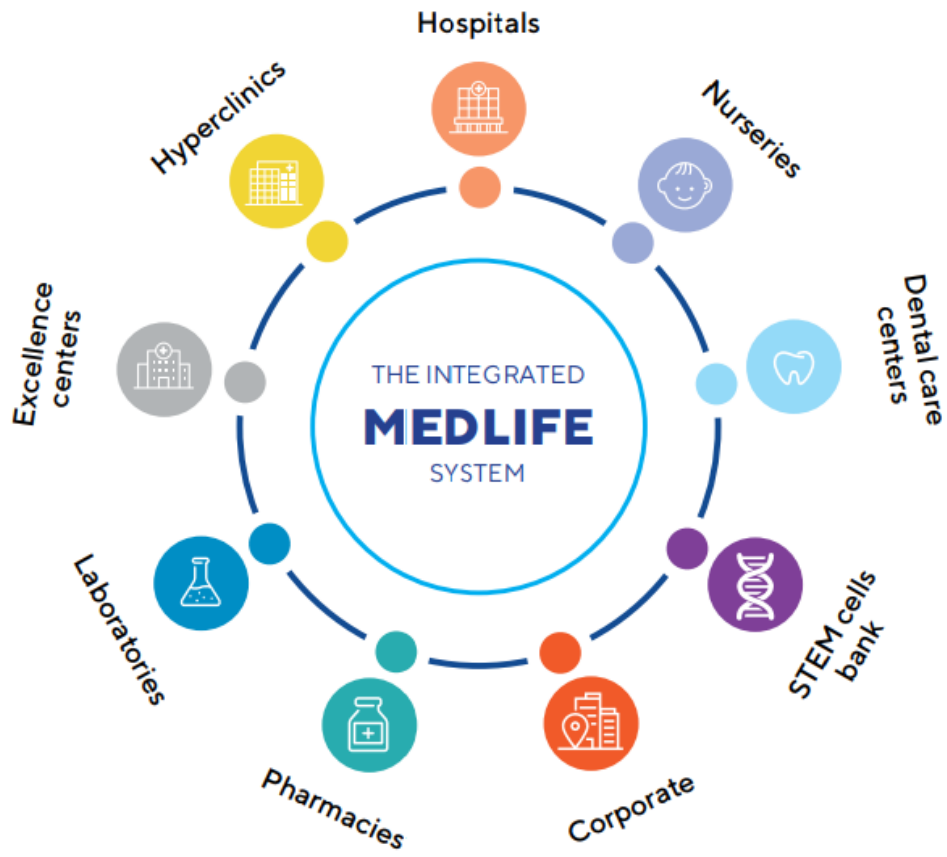 Hospitals
Nurseries
Dental care
centers
STEM cells
bank
Corporate
Pharmacies
Laboratories
Excellence
centers
Hyperclinics
THE INTEGRATED
MEDLIFE
SYSTEM